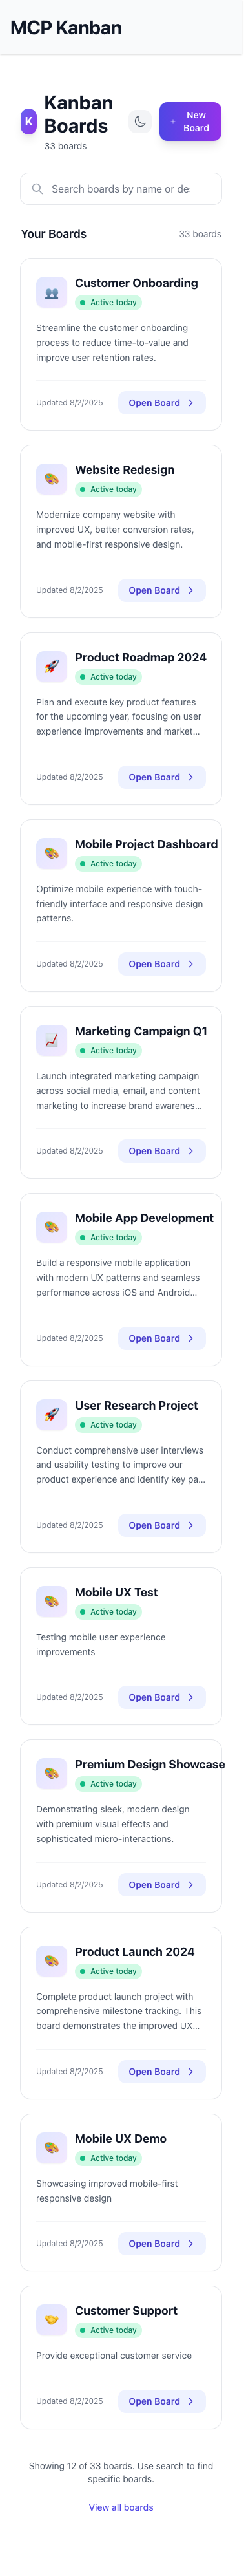 MCP Kanban
K
Kanban
Boards
33 boards
New
Board
Search boards by name or de
Your Boards
33 boards
Customer Onboarding
Active today
Streamline the customer onboarding
process to reduce time-to-value and
improve user retention rates.
Updated 8/2/2025
Open Board
Website Redesign
Active today
Modernize company website with
improved UX, better conversion rates,
and mobile-first responsive design.
Updated 8/2/2025
Open Board
Product Roadmap 2024
Active today
Plan and execute key product features
for the upcoming year, focusing on user
experience improvements and market...
Updated 8/2/2025
Open Board
Mobile Project Dashboard
Active today
Optimize mobile experience with touch-
friendly interface and responsive design
patterns.
Updated 8/2/2025
Open Board
Marketing Campaign Q1
Active today
Launch integrated marketing campaign
across social media, email, and content
marketing to increase brand awarenes...
Updated 8/2/2025
Open Board
Mobile App Development
Active today
Build a responsive mobile application
with modern UX patterns and seamless
performance across iOS and Android...
Updated 8/2/2025
Open Board
User Research Project
Active today
Conduct comprehensive user interviews
and usability testing to improve our
product experience and identify key pa...
Updated 8/2/2025
Open Board
Mobile UX Test
Active today
Testing mobile user experience
improvements
Updated 8/2/2025
Open Board
Premium Design Showcase
Active today
Demonstrating sleek, modern design
with premium visual effects and
sophisticated micro-interactions.
Updated 8/2/2025
Open Board
Product Launch 2024
Active today
Complete product launch project with
comprehensive milestone tracking. This
board demonstrates the improved UX...
Updated 8/2/2025
Open Board
Mobile UX Demo
Active today
Showcasing improved mobile-first
responsive design
Updated 8/2/2025
Open Board
Customer Support
Active today
Provide exceptional customer service
Updated 8/2/2025
Open Board
Showing 12 of 33 boards. Use search to find
specific boards.
View all boards